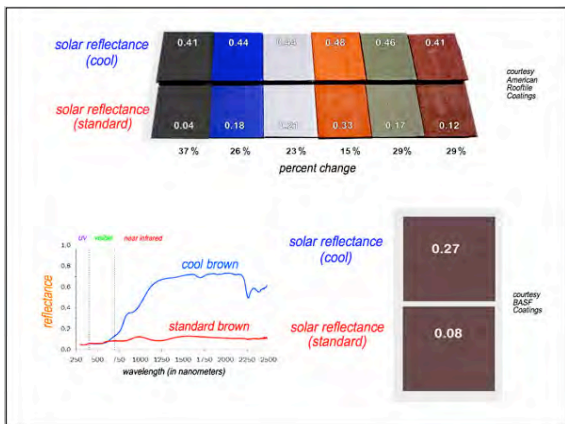 solar reflectance
(cool)
0.41 0.44 0.44 0.48 0.46 0.41
courtesy
American
Rooftile
Coatings
solar reflectance
(standard)
0.04 0.18 0.33 0.17 0.12
37 % 26 % 23 % 15 % 29 % 29 %
percent change
UV visible near infrared
reflectance
1.0
0.8
0.6
0.4
0.2
0.0
cool brown
standard brown
250 500 750 1000 1250 1500 1750 2000 2250 2500
wavelength (in nanometers)
solar reflectance
(cool)
0.27
courtesy
BASF
Coatings
solar reflectance
(standard)
0.08